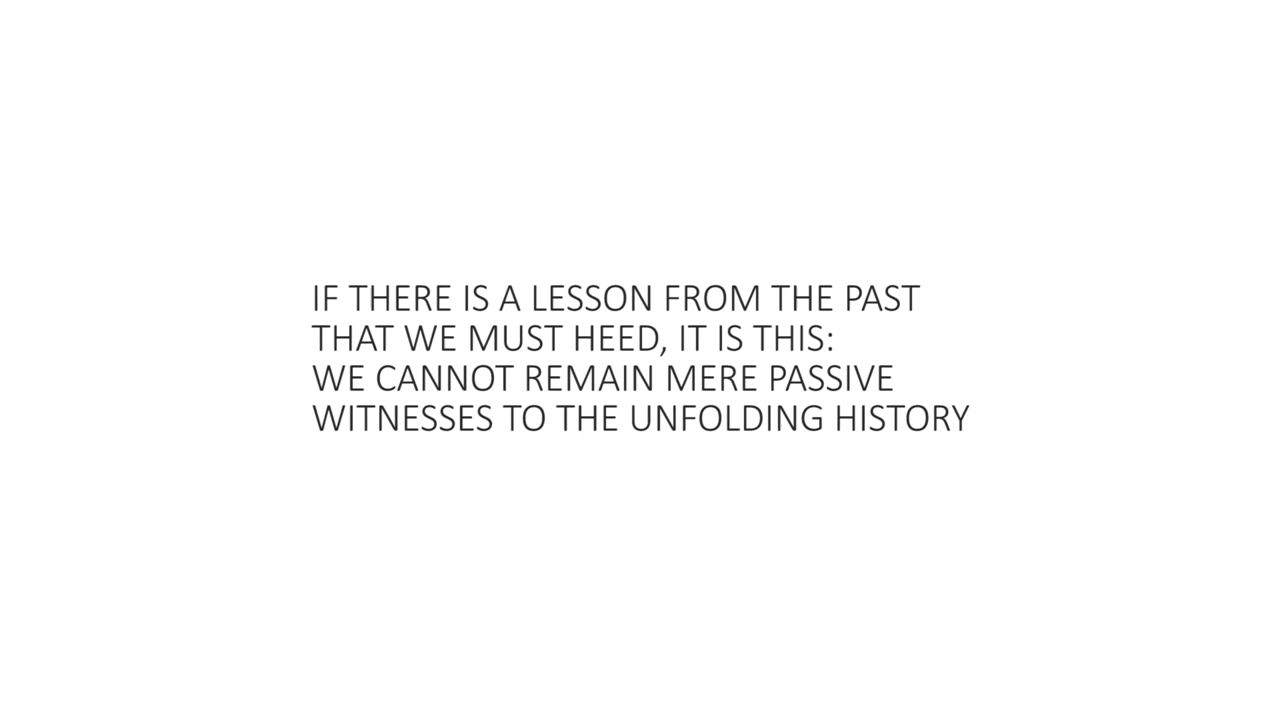 IF THERE IS A LESSON FROM THE PAST
THAT WE MUST HEED, IT IS THIS:
WE CANNOT REMAIN MERE PASSIVE
WITNESSES TO THE UNFOLDING HISTORY